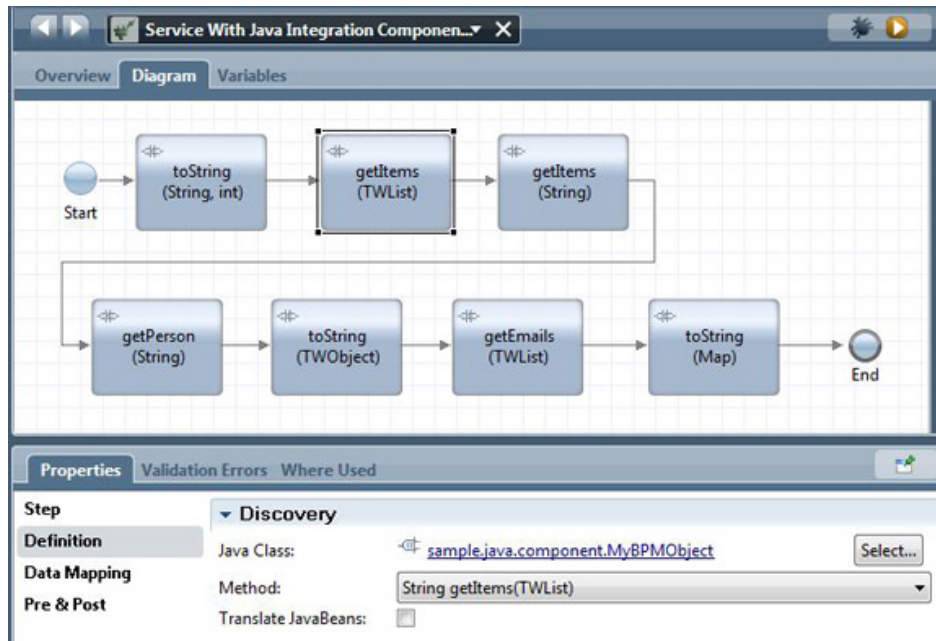 Service With Java Integration Componen...
Overview
Diagram
Variables
Start
toString
(String, int)
getItems
(TWList)
getItems
(String)
getPerson
(String)
toString
(TWObject)
getEmails
(TWList)
toString
(Map)
End
Properties
Validation Errors
Where Used
Step
Definition
Data Mapping
Pre & Post
Discovery
Java Class:
sample.java.component.MyBPMObject
Select...
Method:
String getItems(TWList)
Translate JavaBeans: